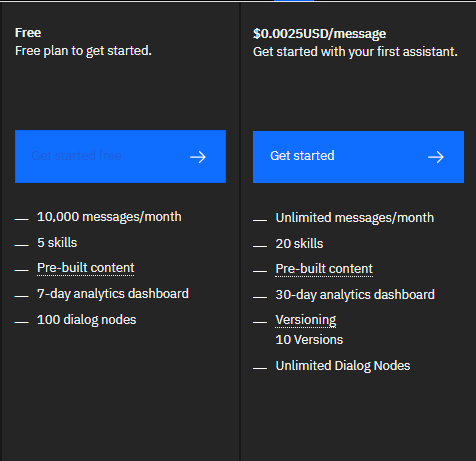 Free
Free plan to get started.
Get started free
10,000 messages/month
5 skills
Pre-built content
7-day analytics dashboard
100 dialog nodes
$0.0025USD/message
Get started with your first assistant.
Get started
Unlimited messages/month
20 skills
Pre-built content
30-day analytics dashboard
Versioning
10 Versions
Unlimited Dialog Nodes